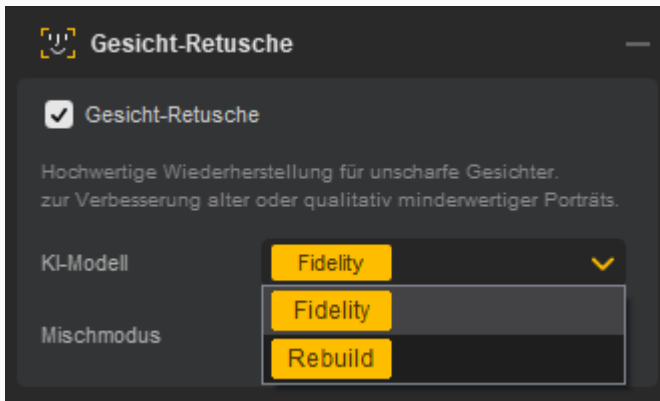 Gesicht-Retusche
Gesicht-Retusche
Hochwertige Wiederherstellung für unscharfe Gesichter.
zur Verbesserung alter oder qualitativ minderwertiger Porträts.
KI-Modell Fidelity
Fidelity
Mischmodus
Rebuild